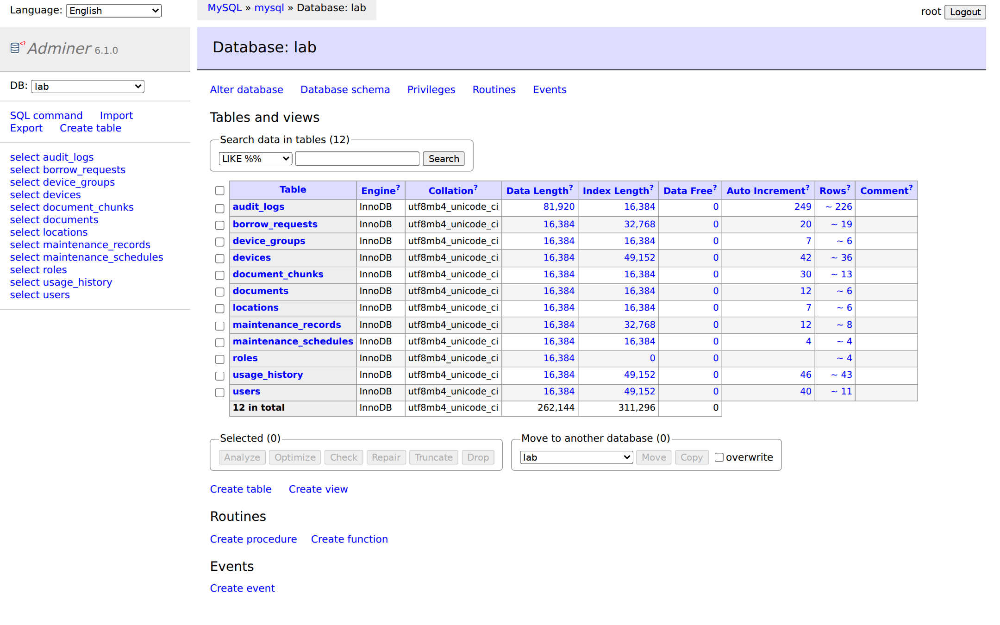 Language: English
MySQL » mysql » Database: lab
root Logout
<? Adminer 6.1.0
Database: lab
DB: lab
SQL command Import
Export Create table
select audit_logs
select borrow_requests
select device_groups
select devices
select document_chunks
select documents
select locations
select maintenance_records
select maintenance_schedules
select roles
select usage_history
select users
Alter database Database schema Privileges Routines Events
Tables and views
Search data in tables (12)
LIKE %% Search
Table Engine? Collation? Data Length? Index Length? Data Free? Auto Increment? Rows? Comment?
audit_logs InnoDB utf8mb4_unicode_ci 81,920 16,384 0 249 ~ 226
borrow_requests InnoDB utf8mb4_unicode_ci 16,384 32,768 0 20 ~ 19
device_groups InnoDB utf8mb4_unicode_ci 16,384 16,384 0 7 ~ 6
devices InnoDB utf8mb4_unicode_ci 16,384 49,152 0 42 ~ 36
document_chunks InnoDB utf8mb4_unicode_ci 16,384 16,384 0 30 ~ 13
documents InnoDB utf8mb4_unicode_ci 16,384 16,384 0 12 ~ 6
locations InnoDB utf8mb4_unicode_ci 16,384 16,384 0 7 ~ 6
maintenance_records InnoDB utf8mb4_unicode_ci 16,384 32,768 0 12 ~ 8
maintenance_schedules InnoDB utf8mb4_unicode_ci 16,384 16,384 0 4 ~ 4
roles InnoDB utf8mb4_unicode_ci 16,384 0 0 ~ 4
usage_history InnoDB utf8mb4_unicode_ci 16,384 49,152 0 46 ~ 43
users InnoDB utf8mb4_unicode_ci 16,384 49,152 0 40 ~ 11
12 in total InnoDB utf8mb4_unicode_ci 262,144 311,296 0
Selected (0)
Analyze Optimize Check Repair Truncate Drop
Move to another database (0)
lab Move Copy overwrite
Create table Create view
Routines
Create procedure Create function
Events
Create event